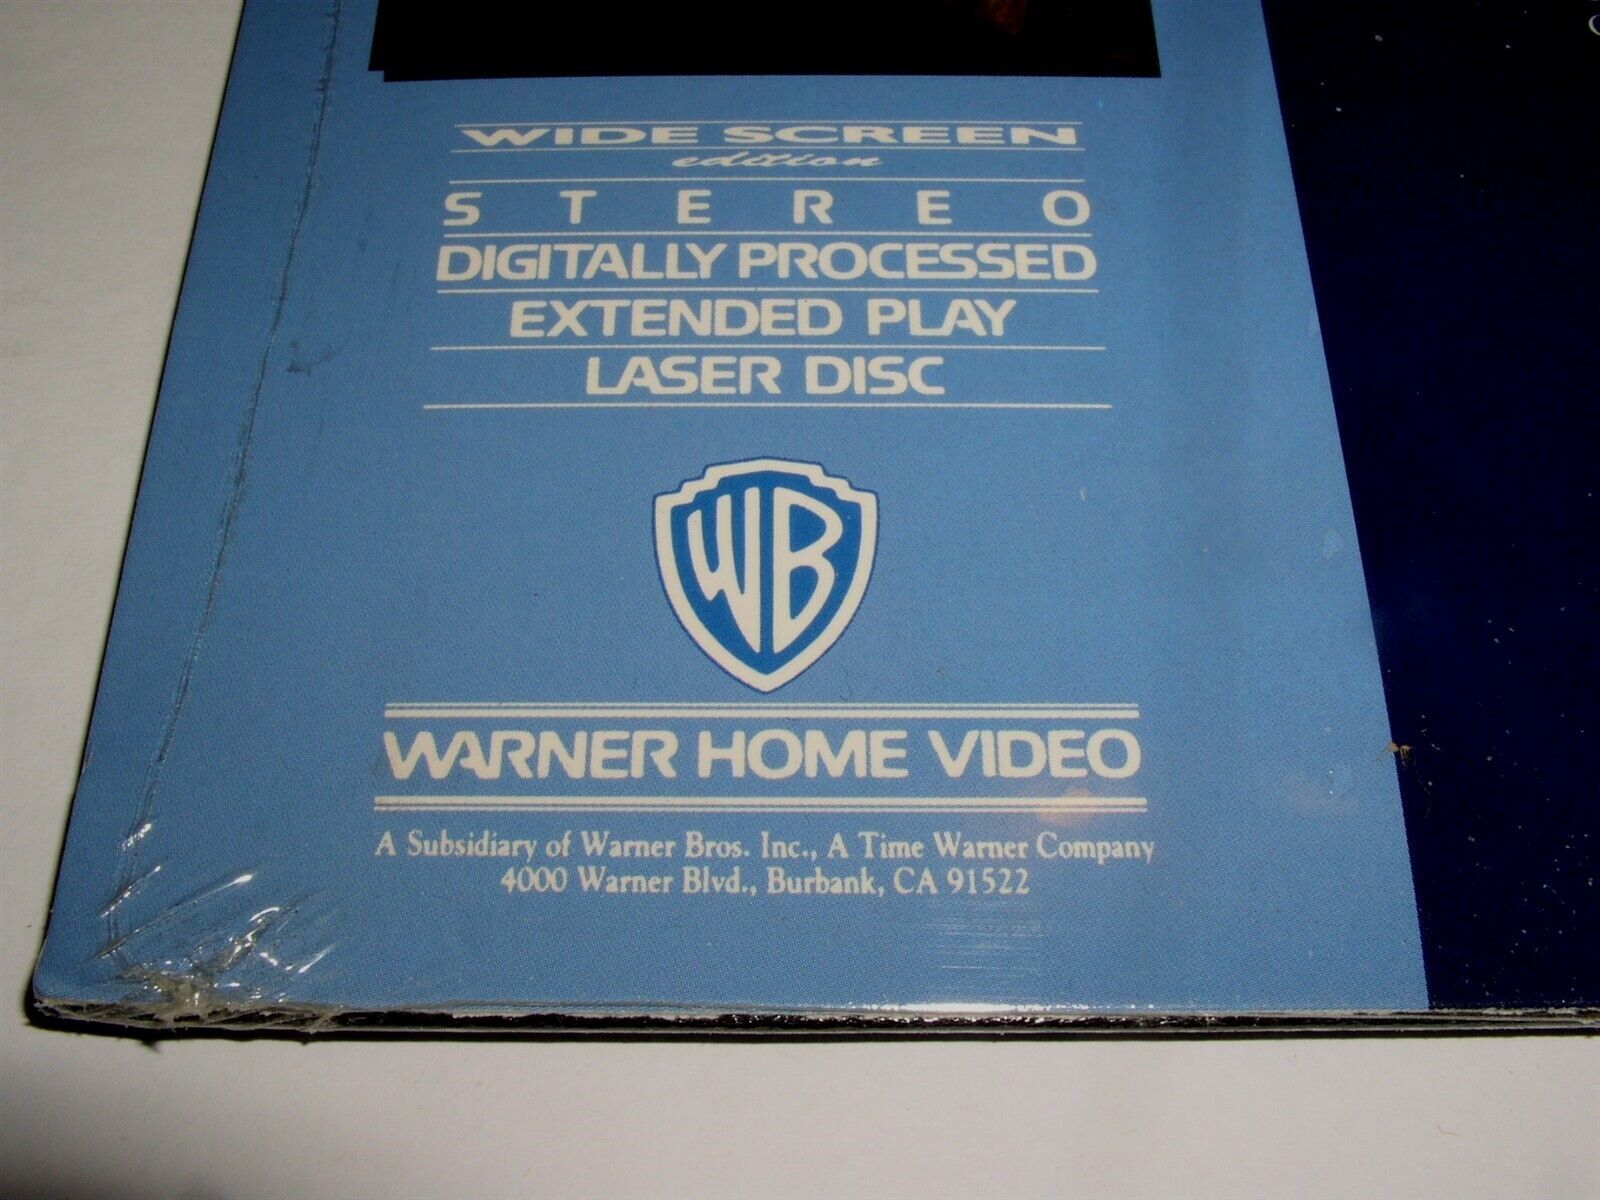 WIDE SCREEN
edition
STEREO
DIGITALLY PROCESSED
EXTENDED PLAY
LASER DISC
WB
WARNER HOME VIDEO
A Subsidiary of Warner Bros. Inc., A Time Warner Company
4000 Warner Blvd., Burbank, CA 91522